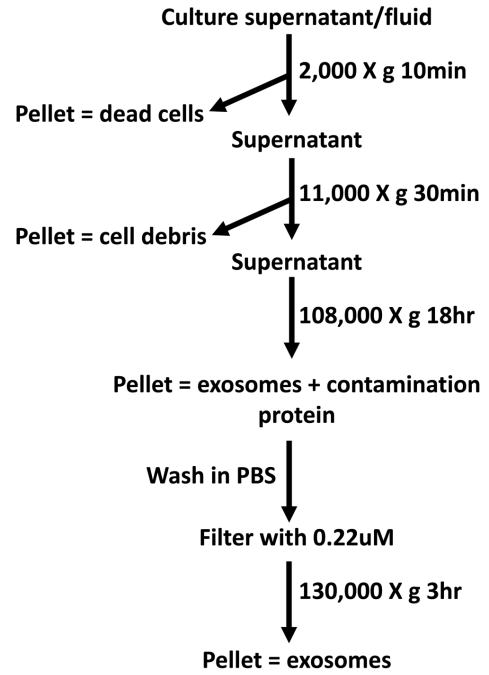 Culture supernatant/fluid
2,000 X g 10min
Pellet = dead cells
Supernatant
11,000 X g 30min
Pellet = cell debris
Supernatant
108,000 X g 18hr
Pellet = exosomes + contamination
protein
Wash in PBS
Filter with 0.22uM
130,000 X g 3hr
Pellet = exosomes